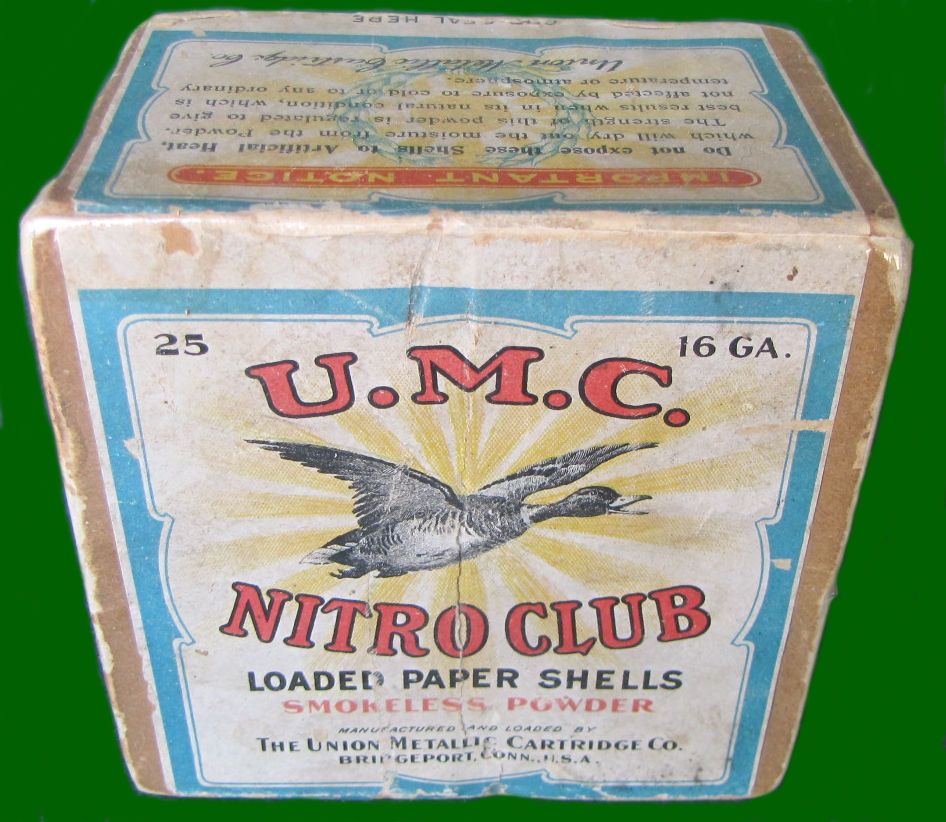 25
16 GA.
U.M.C.
NITRO CLUB
LOADED PAPER SHELLS
SMOKELESS POWDER
MANUFACTURED AND LOADED BY
THE UNION METALLIC CARTRIDGE CO.
BRIDGEPORT, CONN., U.S.A.
IMPORTANT NOTICE.
Do not expose these Shells to Artificial Heat,
which will dry out the moisture from the Powder.
The strength of this powder is regulated to give
best results when in its natural condition, which is
not affected by exposure to cold or to any ordinary
temperature or atmosphere.
Union Metallic Cartridge Co.
SEAL HERE